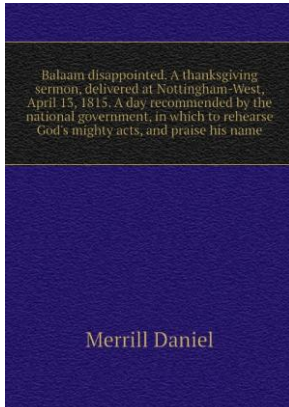 Balaam disappointed. A thanksgiving
sermon, delivered at Nottingham-West,
April 13, 1815. A day recommended by the
national government, in which to rehearse
God's mighty acts, and praise his name
Merrill Daniel